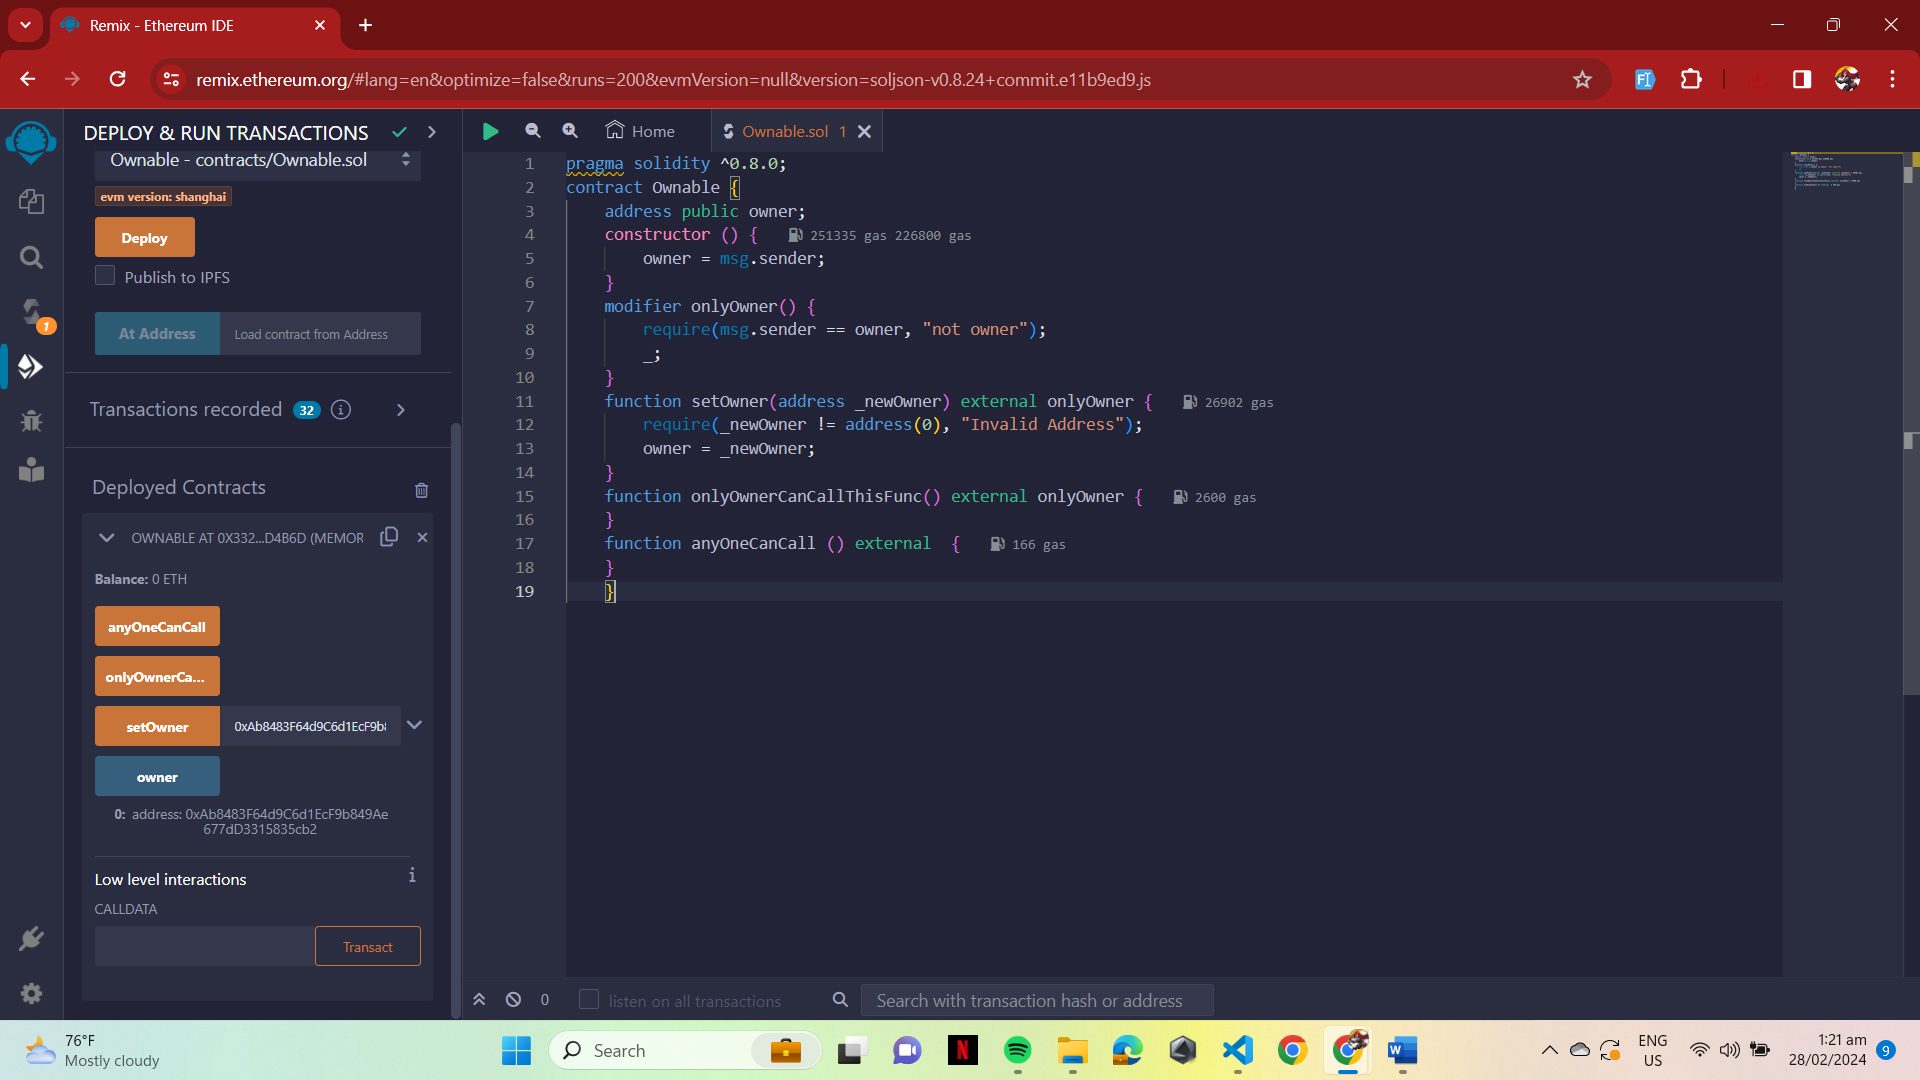 Remix - Ethereum IDE
remix.ethereum.org/#lang=en&optimize=false&runs=200&evmVersion=null&version=soljson-v0.8.24+commit.e11b9ed9.js
DEPLOY & RUN TRANSACTIONS
Ownable - contracts/Ownable.sol
evm version: shanghai
Deploy
Publish to IPFS
1
At Address
Load contract from Address
Transactions recorded 32
Deployed Contracts
OWNABLE AT 0X332...D4B6D (MEMOR
Balance: 0 ETH
anyOneCanCall
onlyOwnerCa...
setOwner
0xAb8483F64d9C6d1EcF9b8
owner
0: address: 0xAb8483F64d9C6d1EcF9b849Ae
677dD3315835cb2
Low level interactions
i
CALLDATA
Transact
Home
Ownable.sol 1
1 pragma solidity ^0.8.0;
2 contract Ownable {
3 address public owner;
4 constructor () { 251335 gas 226800 gas
5 owner = msg.sender;
6 }
7 modifier onlyOwner() {
8 require(msg.sender == owner, "not owner");
9 _;
10 }
11 function setOwner(address _newOwner) external onlyOwner { 26902 gas
12 require(_newOwner != address(0), "Invalid Address");
13 owner = _newOwner;
14 }
15 function onlyOwnerCanCallThisFunc() external onlyOwner { 2600 gas
16 }
17 function anyOneCanCall () external { 166 gas
18 }
19 }
0
listen on all transactions
Search with transaction hash or address
76°F
Mostly cloudy
Search
ENG
US
1:21 am
28/02/2024
9